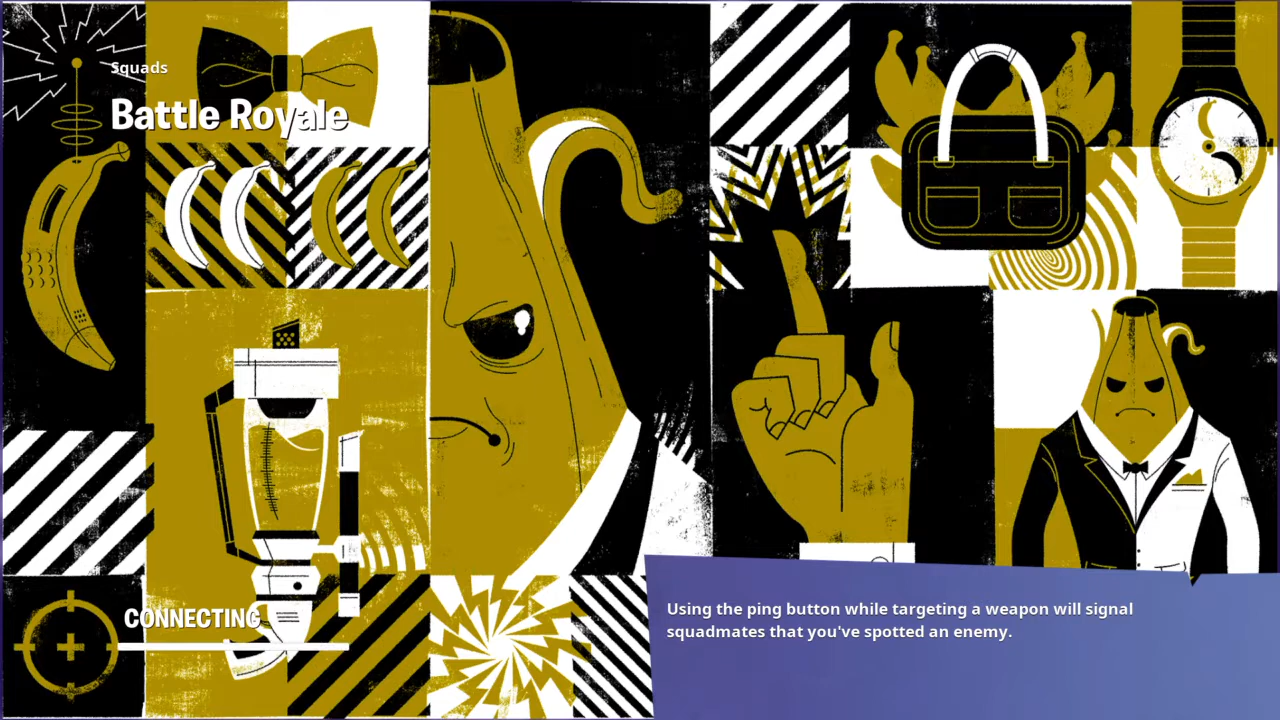 Squads
Battle Royale
CONNECTING
Using the ping button while targeting a weapon will signal
squadmates that you've spotted an enemy.